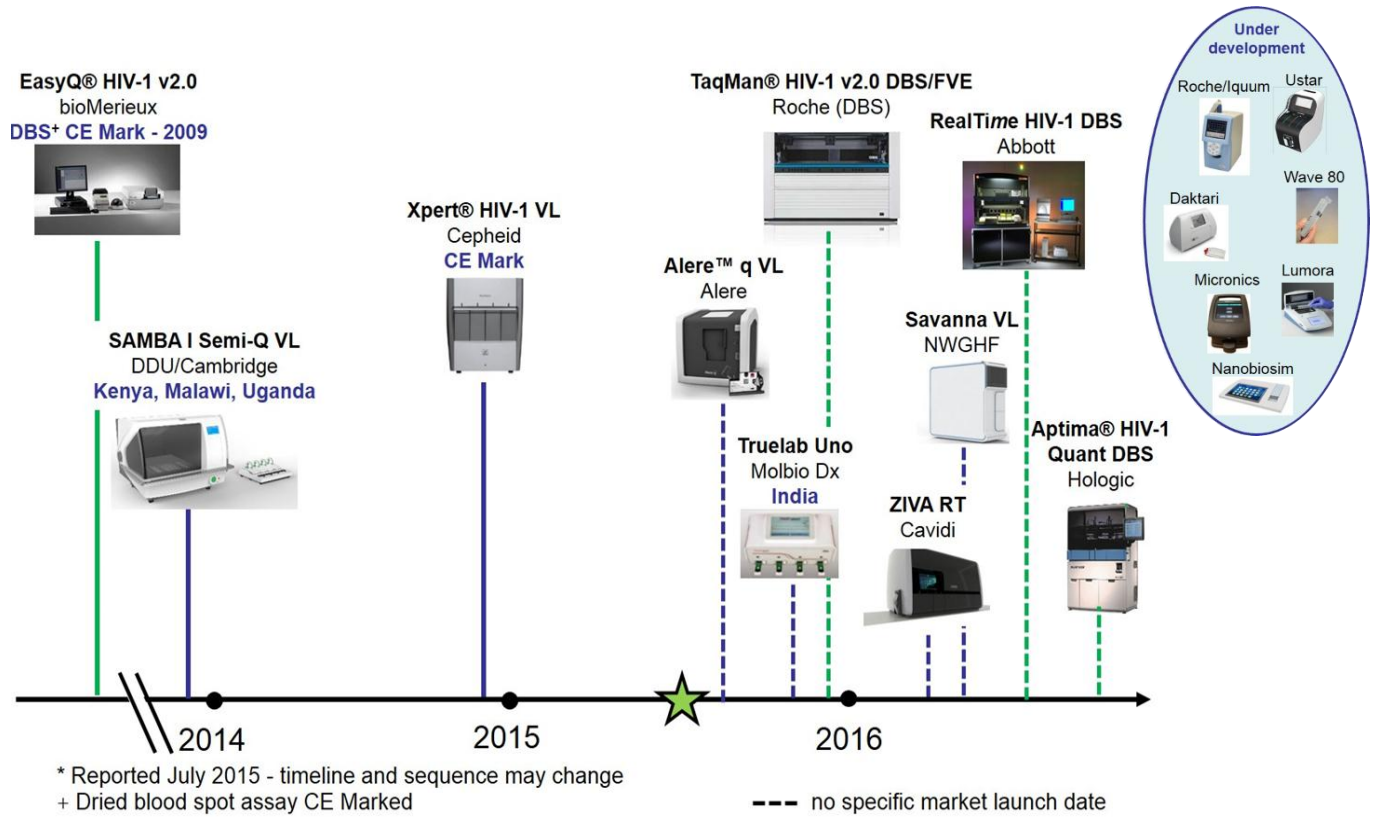 EasyQ® HIV-1 v2.0
bioMerieux
DBS+ CE Mark - 2009
SAMBA I Semi-Q VL
DDU/Cambridge
Kenya, Malawi, Uganda
Xpert® HIV-1 VL
Cepheid
CE Mark
Alere™ q VL
Alere
Truelab Uno
Molbio Dx
India
TaqMan® HIV-1 v2.0 DBS/FVE
Roche (DBS)
RealTime HIV-1 DBS
Abbott
Savanna VL
NWGHF
ZIVA RT
Cavidi
Aptima® HIV-1
Quant DBS
Hologic
Under
development
Roche/Iquum
Ustar
Daktari
Wave 80
Micronics
Lumora
Nanobiosim
2014
2015
2016
* Reported July 2015 - timeline and sequence may change
+ Dried blood spot assay CE Marked
no specific market launch date